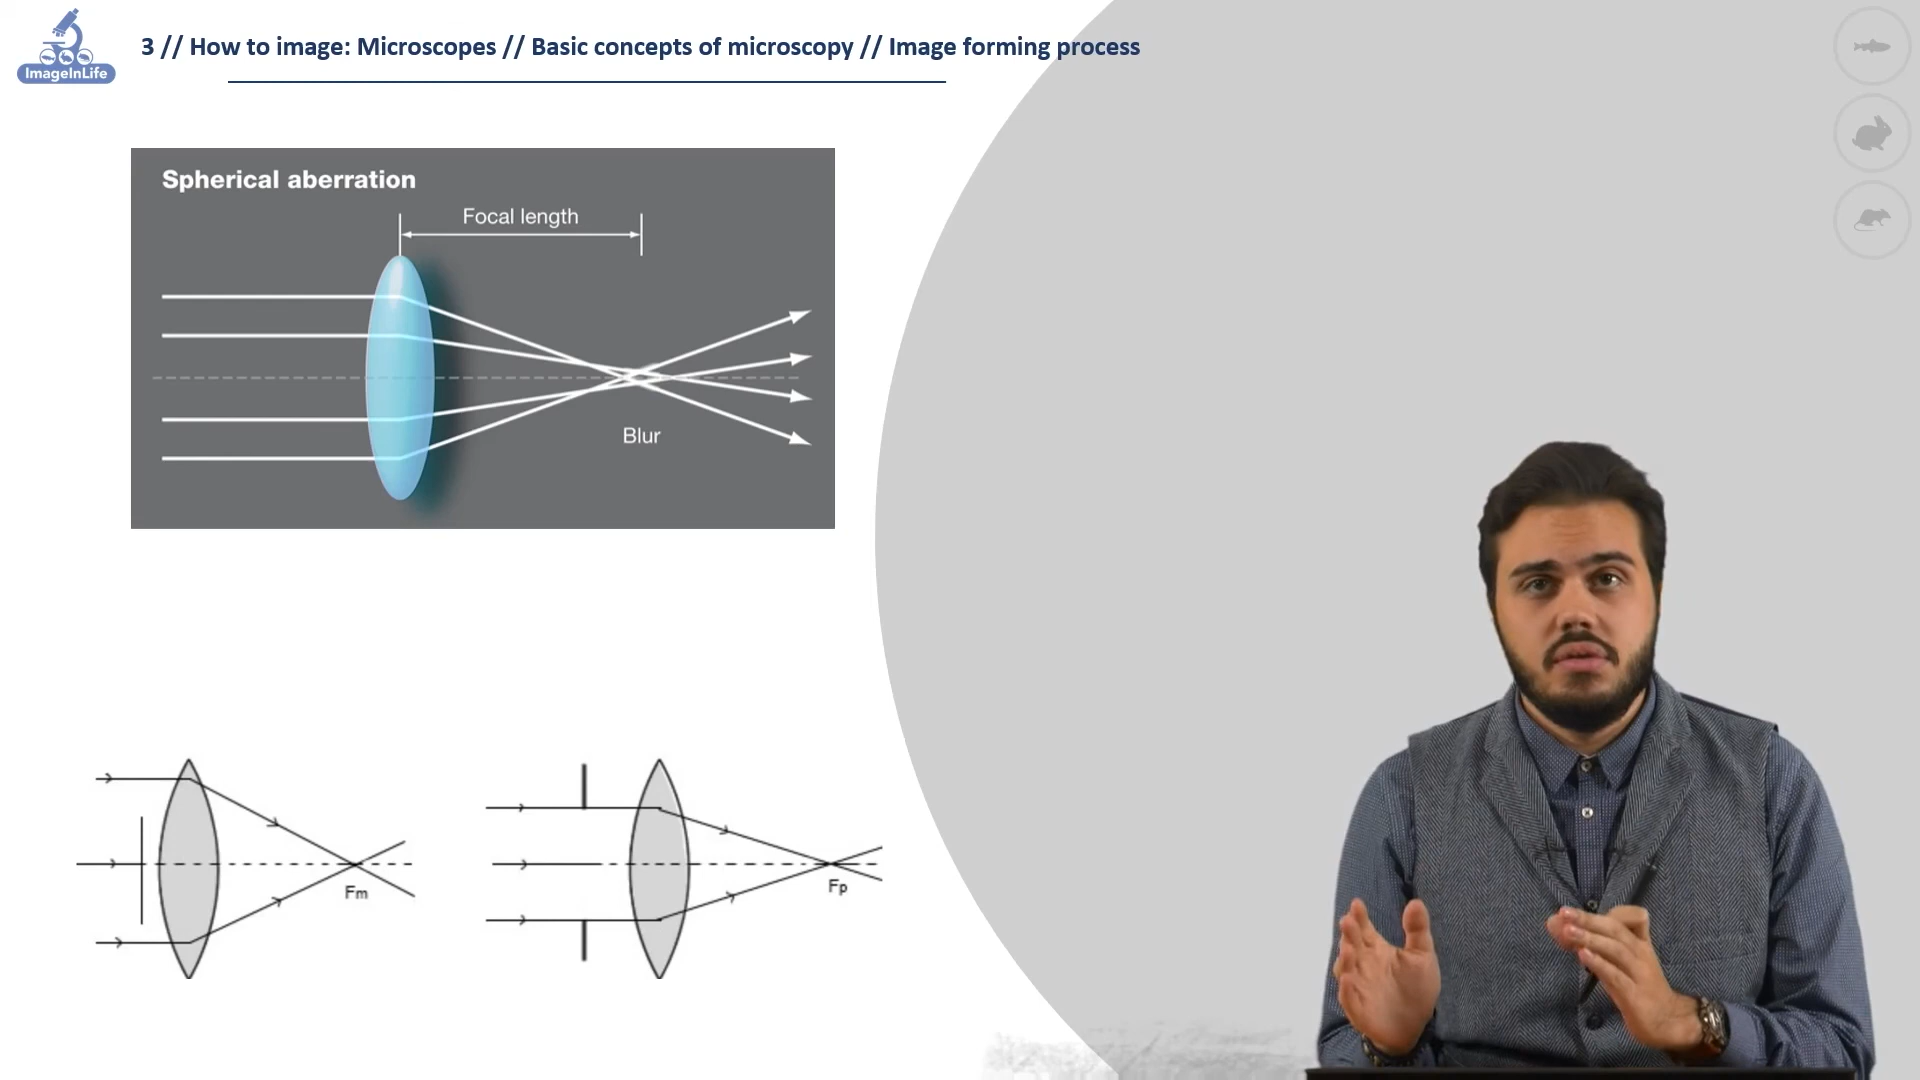 ImageInLife
3 // How to image: Microscopes // Basic concepts of microscopy // Image forming process
Spherical aberration
Focal length
Blur
Fm
Fp